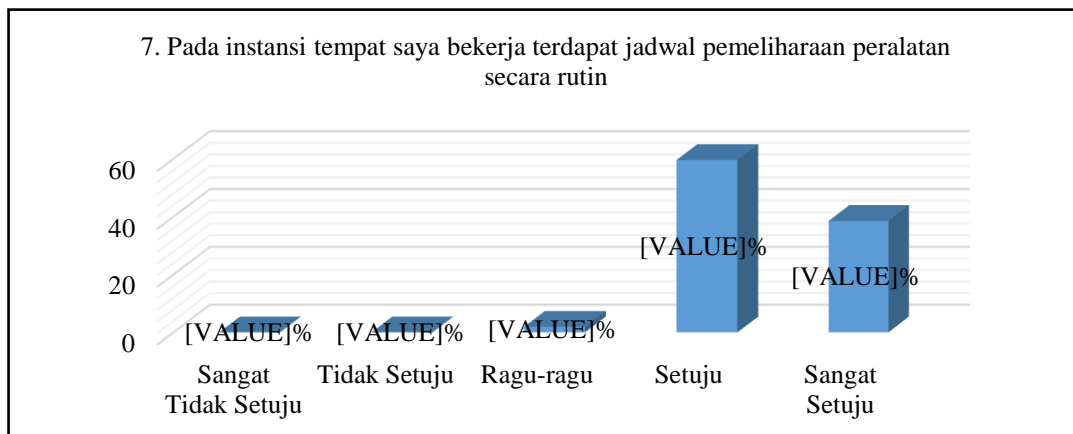 7. Pada instansi tempat saya bekerja terdapat jadwal pemeliharaan peralatan
secara rutin
60
40
20
0
[VALUE]%
[VALUE]%
[VALUE]%
[VALUE]%
[VALUE]%
Sangat
Tidak Setuju
Tidak Setuju
Ragu-ragu
Setuju
Sangat
Setuju